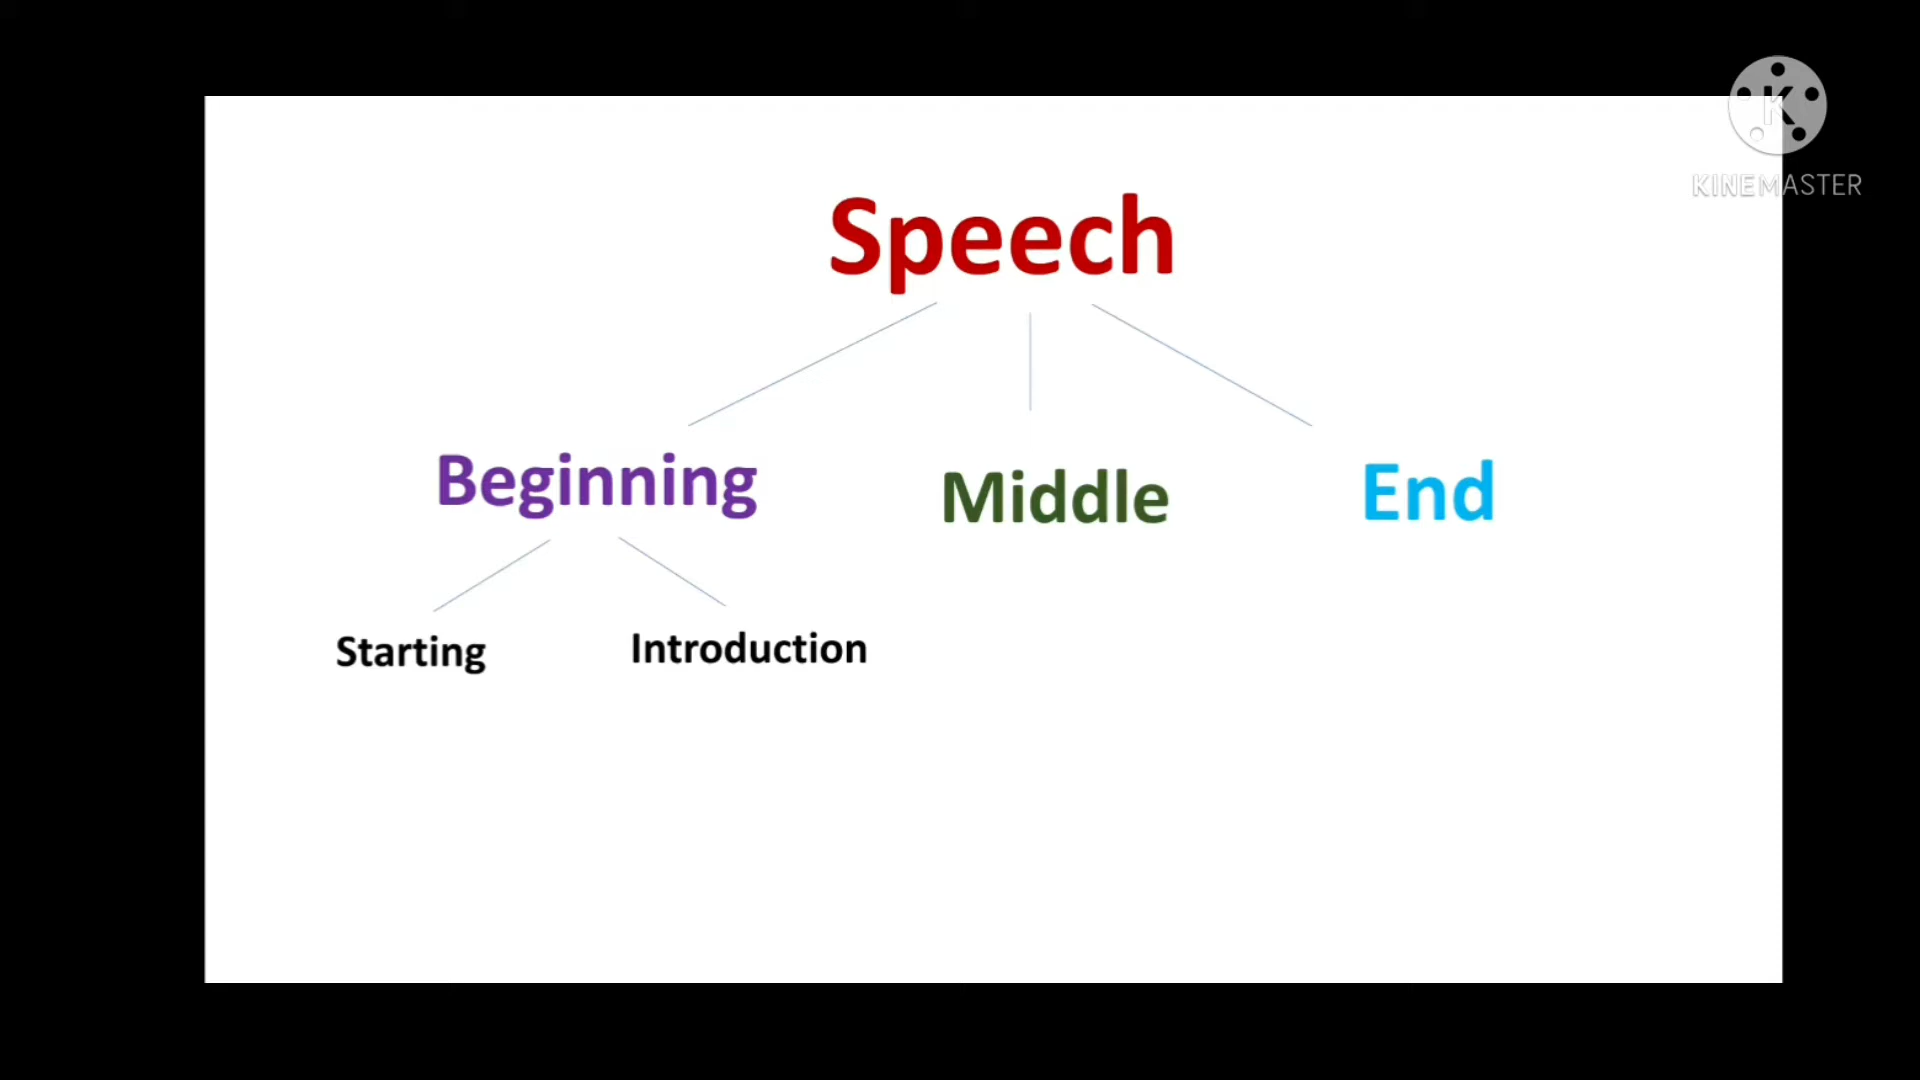 K
KINEMASTER
Speech
Beginning
Middle
End
Starting
Introduction